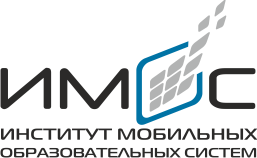 ИМОС
ИНСТИТУТ МОБИЛЬНЫХ
ОБРАЗОВАТЕЛЬНЫХ СИСТЕМ